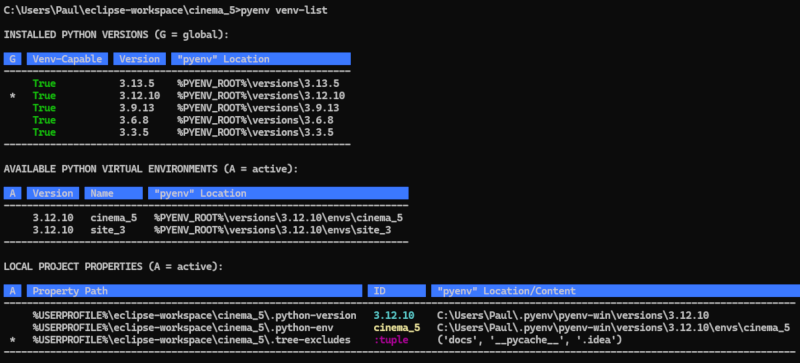 C:\Users\Paul\eclipse-workspace\cinema_5>pyenv venv-list
INSTALLED PYTHON VERSIONS (G = global):
G Venv-Capable Version "pyenv" Location
True 3.13.5 %PYENV_ROOT%\versions\3.13.5
* True 3.12.10 %PYENV_ROOT%\versions\3.12.10
True 3.9.13 %PYENV_ROOT%\versions\3.9.13
True 3.6.8 %PYENV_ROOT%\versions\3.6.8
True 3.3.5 %PYENV_ROOT%\versions\3.3.5
AVAILABLE PYTHON VIRTUAL ENVIRONMENTS (A = active):
A Version Name "pyenv" Location
3.12.10 cinema_5 %PYENV_ROOT%\versions\3.12.10\envs\cinema_5
3.12.10 site_3 %PYENV_ROOT%\versions\3.12.10\envs\site_3
LOCAL PROJECT PROPERTIES (A = active):
A Property Path ID "pyenv" Location/Content
%USERPROFILE%\eclipse-workspace\cinema_5\.python-version 3.12.10 C:\Users\Paul\.pyenv\pyenv-win\versions\3.12.10
%USERPROFILE%\eclipse-workspace\cinema_5\.python-env cinema_5 C:\Users\Paul\.pyenv\pyenv-win\versions\3.12.10\envs\cinema_5
* %USERPROFILE%\eclipse-workspace\cinema_5\.tree-excludes :tuple ('docs', '__pycache__', '.idea')